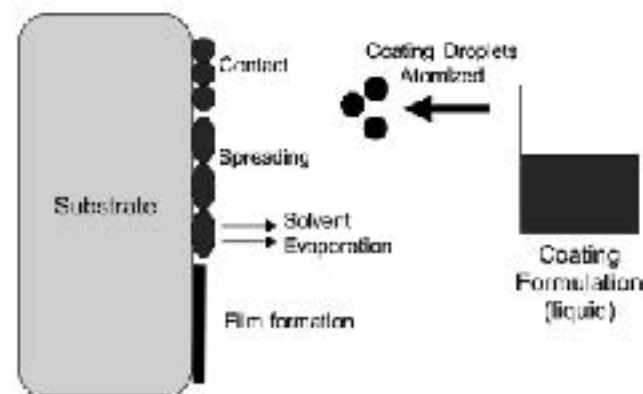 Coating Droplets
Atomized
Contact
Spreading
Substrate
Solvent
Evaporation
Film formation
Coating
Formulation
(liquid)